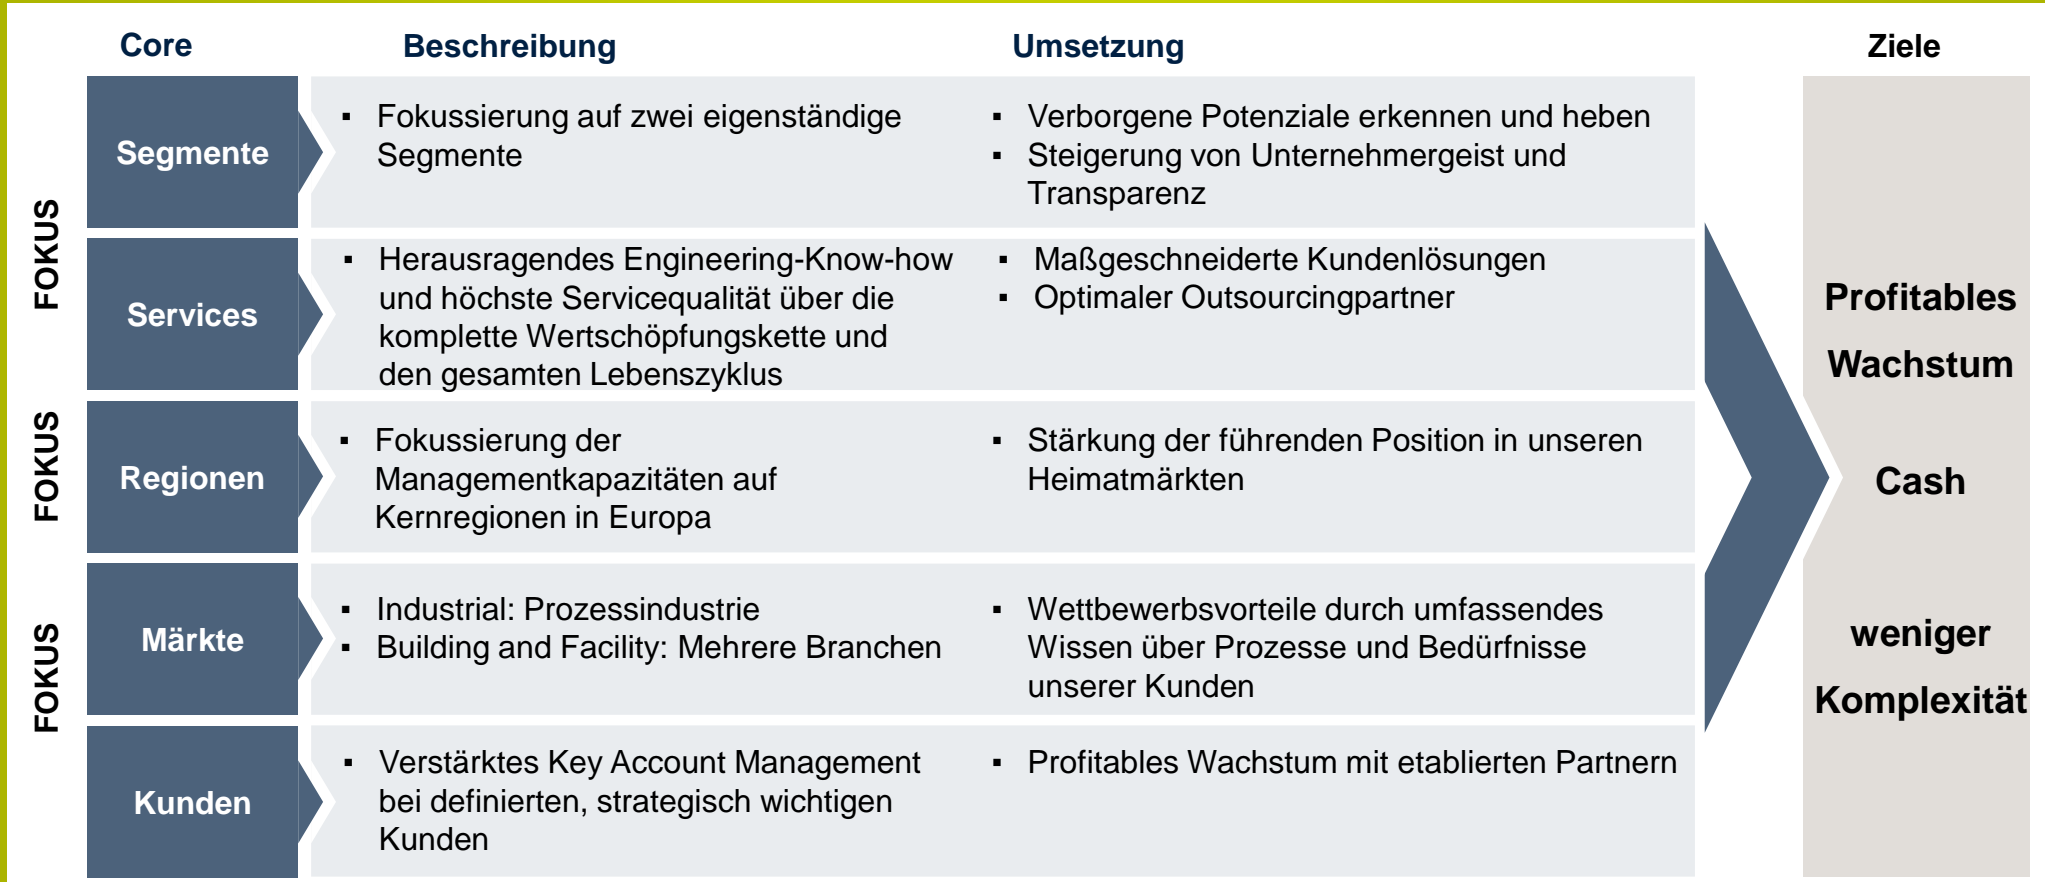 Core
Beschreibung
Umsetzung
Ziele
FOKUS
FOKUS
FOKUS
Segmente
▪ Fokussierung auf zwei eigenständige
Segmente
▪ Verborgene Potenziale erkennen und heben
▪ Steigerung von Unternehmergeist und
Transparenz
Services
▪ Herausragendes Engineering-Know-how
und höchste Servicequalität über die
komplette Wertschöpfungskette und
den gesamten Lebenszyklus
▪ Maßgeschneiderte Kundenlösungen
▪ Optimaler Outsourcingpartner
Regionen
▪ Fokussierung der
Managementkapazitäten auf
Kernregionen in Europa
▪ Stärkung der führenden Position in unseren
Heimatmärkten
Märkte
▪ Industrial: Prozessindustrie
▪ Building and Facility: Mehrere Branchen
▪ Wettbewerbsvorteile durch umfassendes
Wissen über Prozesse und Bedürfnisse
unserer Kunden
Kunden
▪ Verstärktes Key Account Management
bei definierten, strategisch wichtigen
Kunden
▪ Profitables Wachstum mit etablierten Partnern
Profitables
Wachstum
Cash
weniger
Komplexität